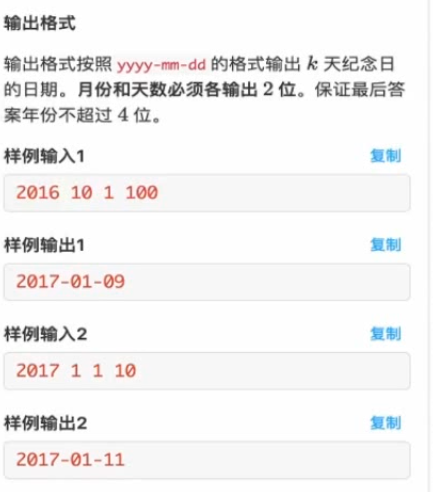 输出格式
输出格式按照 yyyy-mm-dd 的格式输出 k 天纪念日
的日期。月份和天数必须各输出 2 位。保证最后答
案年份不超过 4 位。
样例输入1 复制
2016 10 1 100
样例输出1 复制
2017-01-09
样例输入2 复制
2017 1 1 10
样例输出2 复制
2017-01-11